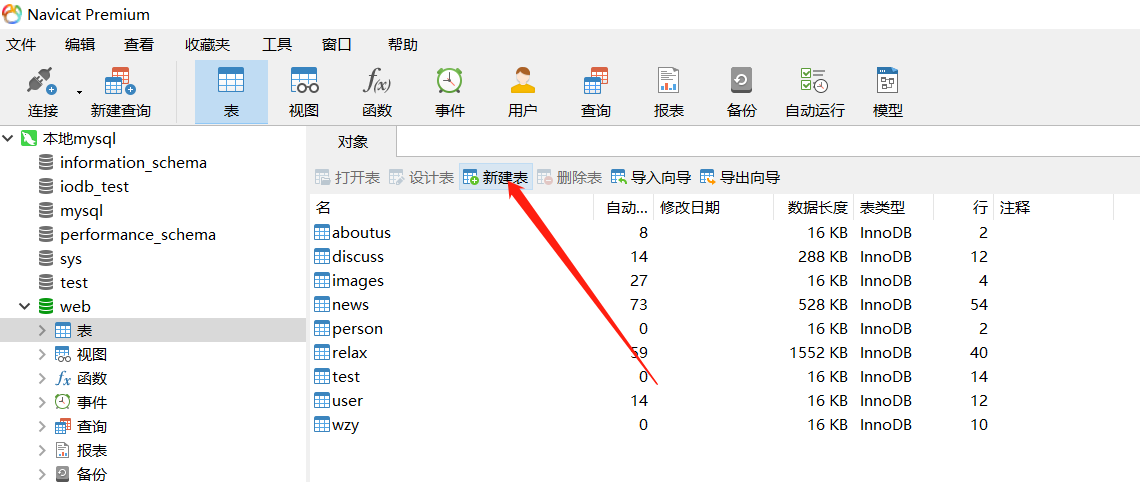 Navicat Premium
文件 编辑 查看 收藏夹 工具 窗口 帮助
f(x)
连接 新建查询 表 视图 函数 事件 用户 查询 报表 备份 自动运行 模型
本地mysql
information_schema
iodb_test
mysql
performance_schema
sys
test
web
表
视图
fx 函数
事件
查询
报表
备份
对象
打开表 设计表 新建表 删除表 导入向导 导出向导
名 自动... 修改日期 数据长度 表类型 行 注释
aboutus 8 16 KB InnoDB 2
discuss 14 288 KB InnoDB 12
images 27 16 KB InnoDB 4
news 73 528 KB InnoDB 54
person 0 16 KB InnoDB 2
relax 59 1552 KB InnoDB 40
test 0 16 KB InnoDB 14
user 14 16 KB InnoDB 12
wzy 0 16 KB InnoDB 10